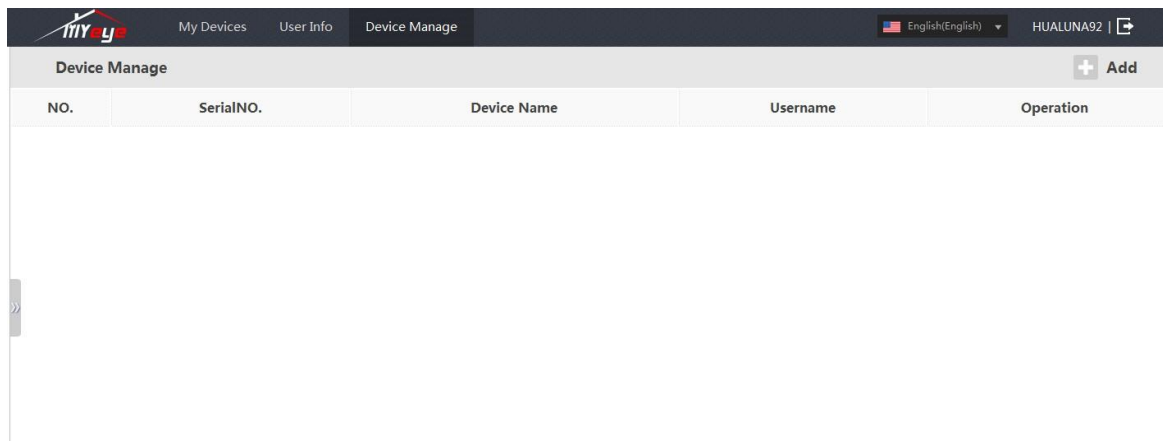 MYeye My Devices User Info Device Manage English(English) HUALUNA92 |
Device Manage Add
NO. SerialNO. Device Name Username Operation